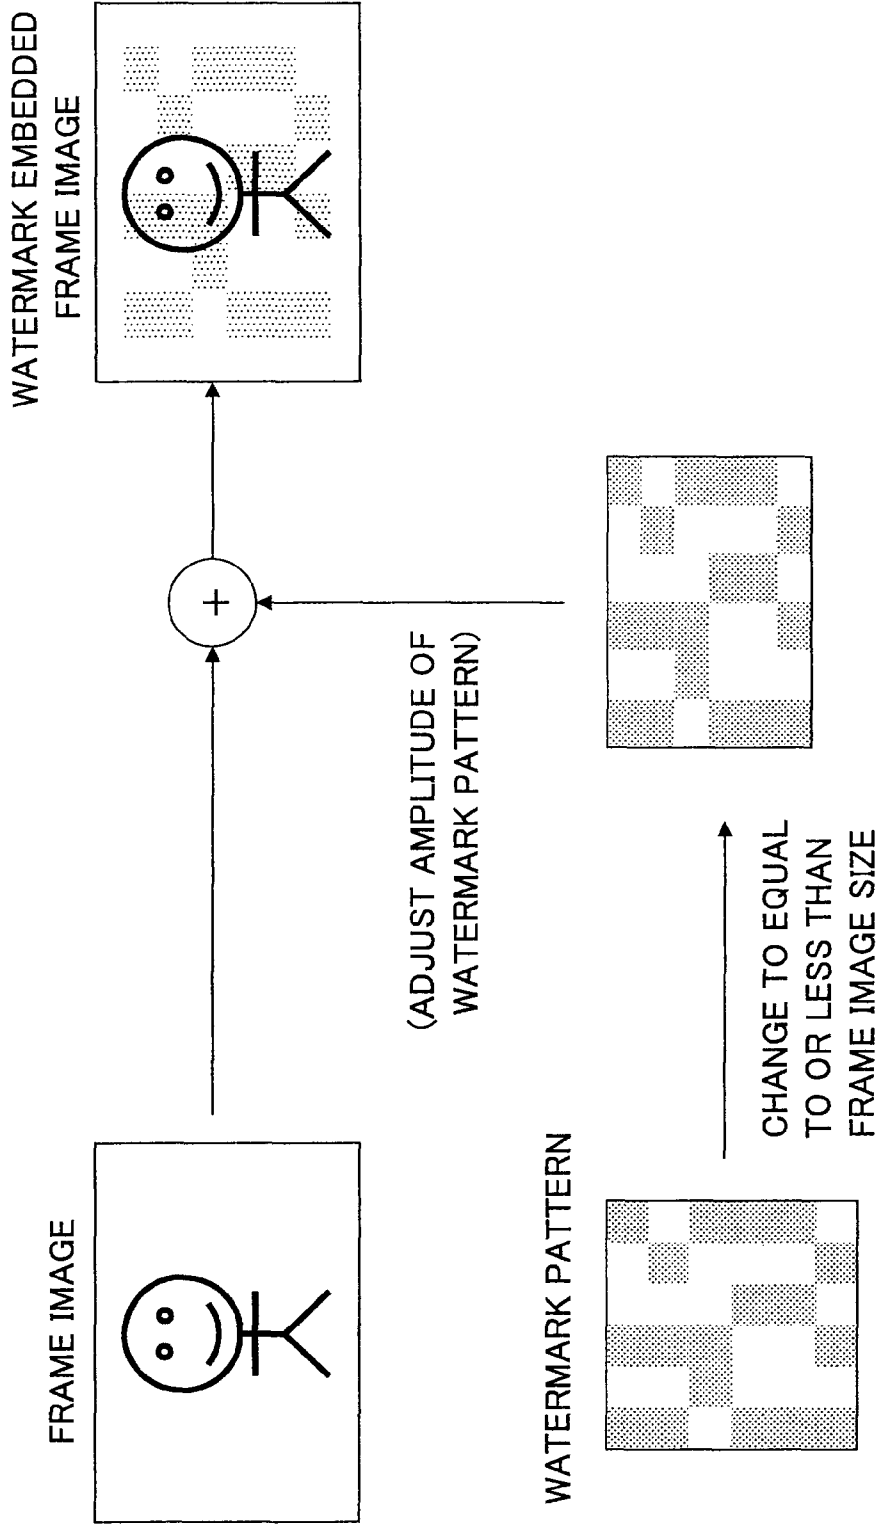 FRAME IMAGE
WATERMARK EMBEDDED
FRAME IMAGE
+
(ADJUST AMPLITUDE OF
WATERMARK PATTERN)
WATERMARK PATTERN
CHANGE TO EQUAL
TO OR LESS THAN
FRAME IMAGE SIZE